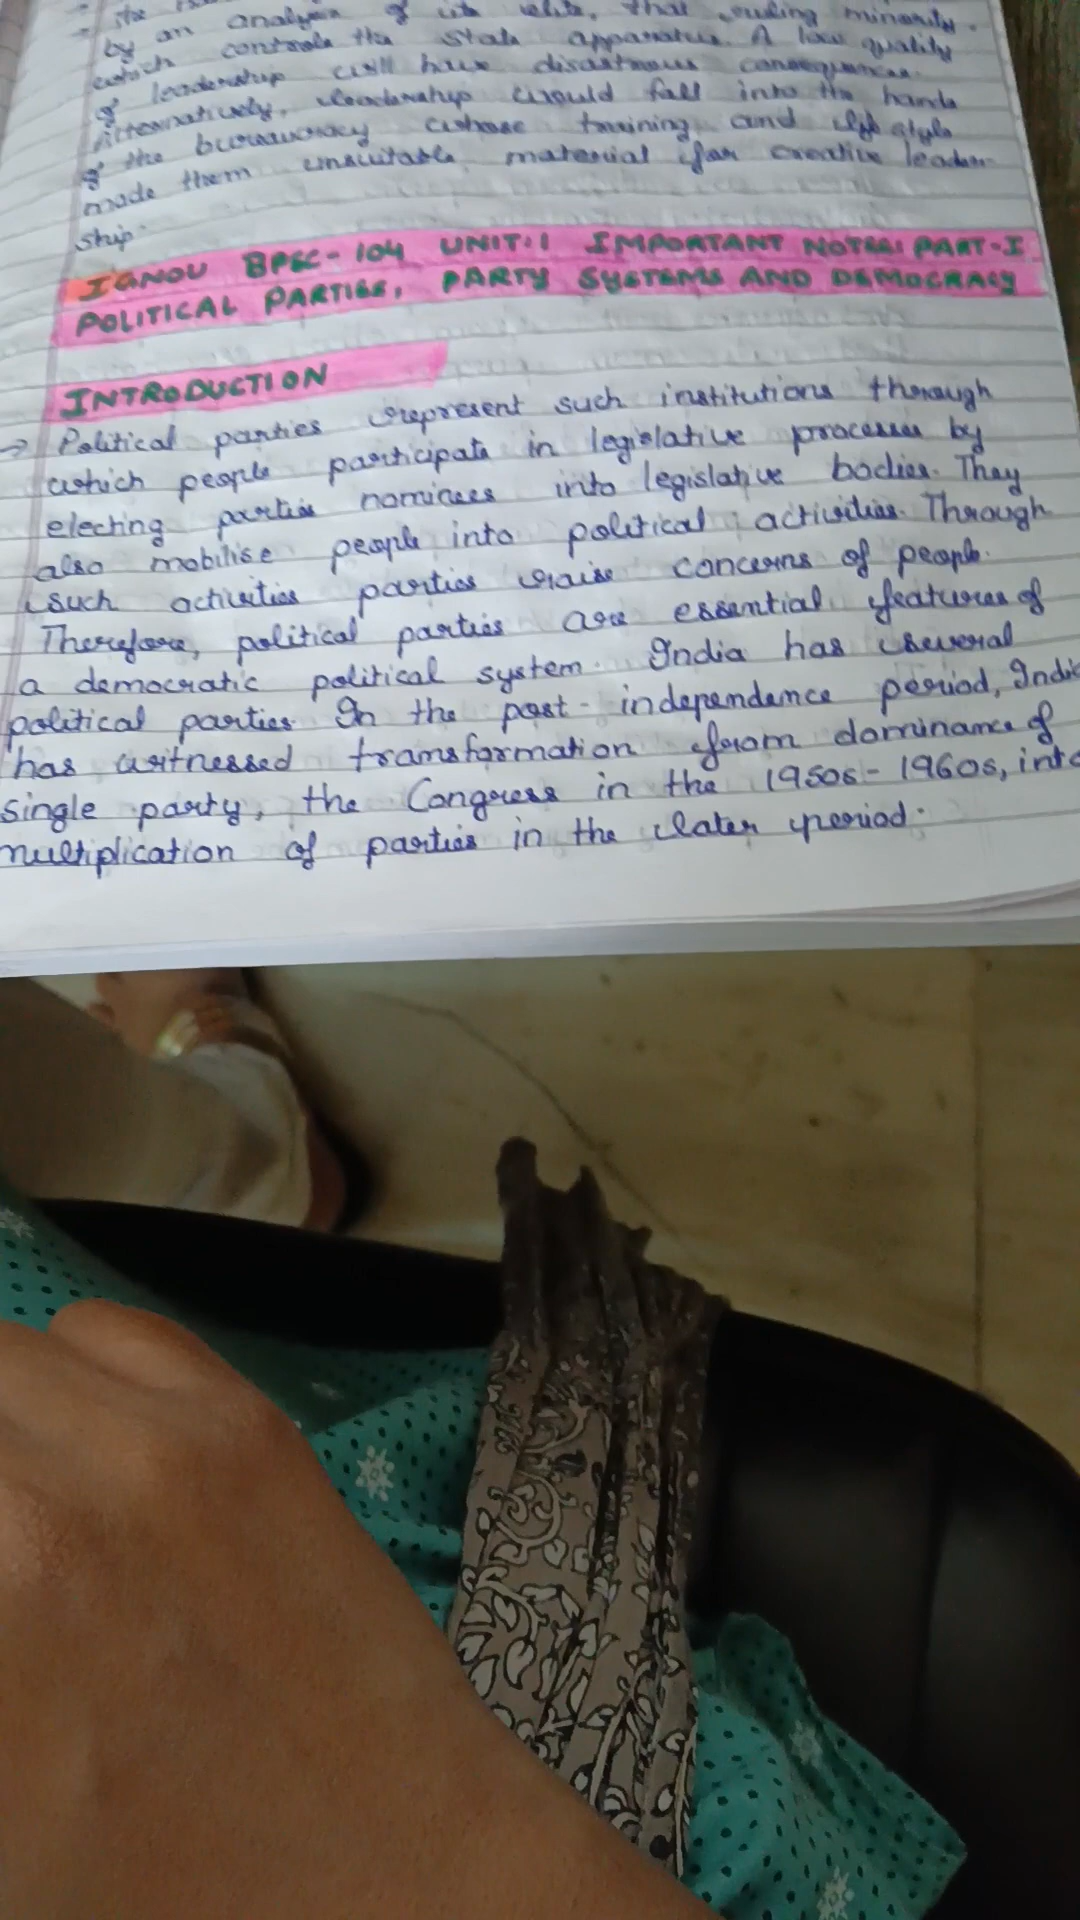 by an analysis of its elite, that ruling minority.
which controls the state apparatus. A low quality
of leadership will have disastrous consequences.
Alternatively, leadership would fall into the hands
of the bureaucracy whose training and life style
made them unsuitable material for creative leader-
ship.
IGNOU BPSC-104 UNIT:1 IMPORTANT NOTES: PART-I
POLITICAL PARTIES, PARTY SYSTEMS AND DEMOCRACY
INTRODUCTION
→ Political parties represent such institutions through
which people participate in legislative processes by
electing parties nominees into legislative bodies. They
also mobilise people into political activities. Through
such activities parties raise concerns of people.
Therefore, political parties are essential features of
a democratic political system. India has several
political parties. In the post-independence period, India
has witnessed transformation from dominance of
single party, the Congress in the 1950s-1960s, into
multiplication of parties in the later period.